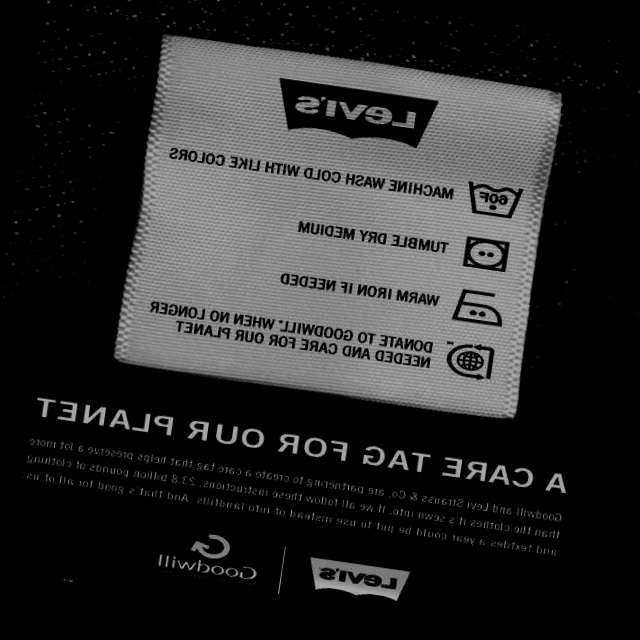 LEVI'S
60F
MACHINE WASH COLD WITH LIKE COLORS
TUMBLE DRY MEDIUM
WARM IRON IF NEEDED
DONATE TO GOODWILL, WHEN NO LONGER
NEEDED AND CARE FOR OUR PLANET
A CARE TAG FOR OUR PLANET
Goodwill and Levi Strauss & Co. are partnering to create a care tag that helps preserve a lot more
than the clothes it's sewn into. If we all follow these instructions, 23.8 billion pounds of clothing
and textiles a year could be put to use instead of into landfills. And that's good for all of us.
LEVI'S
Goodwill